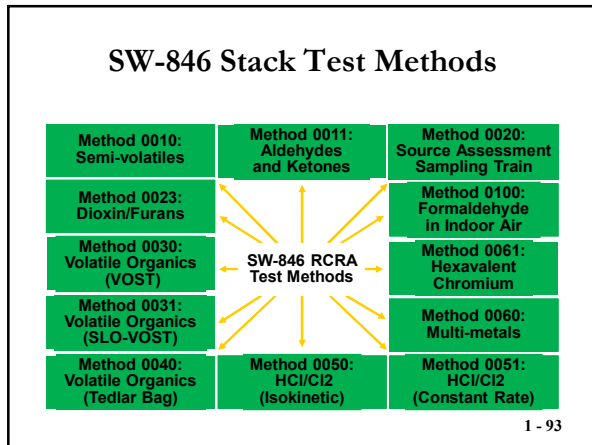 SW-846 Stack Test Methods
Method 0010:
Semi-volatiles
Method 0011:
Aldehydes
and Ketones
Method 0020:
Source Assessment
Sampling Train
Method 0023:
Dioxin/Furans
Method 0100:
Formaldehyde
in Indoor Air
Method 0030:
Volatile Organics
(VOST)
SW-846 RCRA
Test Methods
Method 0061:
Hexavalent
Chromium
Method 0031:
Volatile Organics
(SLO-VOST)
Method 0060:
Multi-metals
Method 0040:
Volatile Organics
(Tedlar Bag)
Method 0050:
HCl/Cl2
(Isokinetic)
Method 0051:
HCl/Cl2
(Constant Rate)
1 - 93